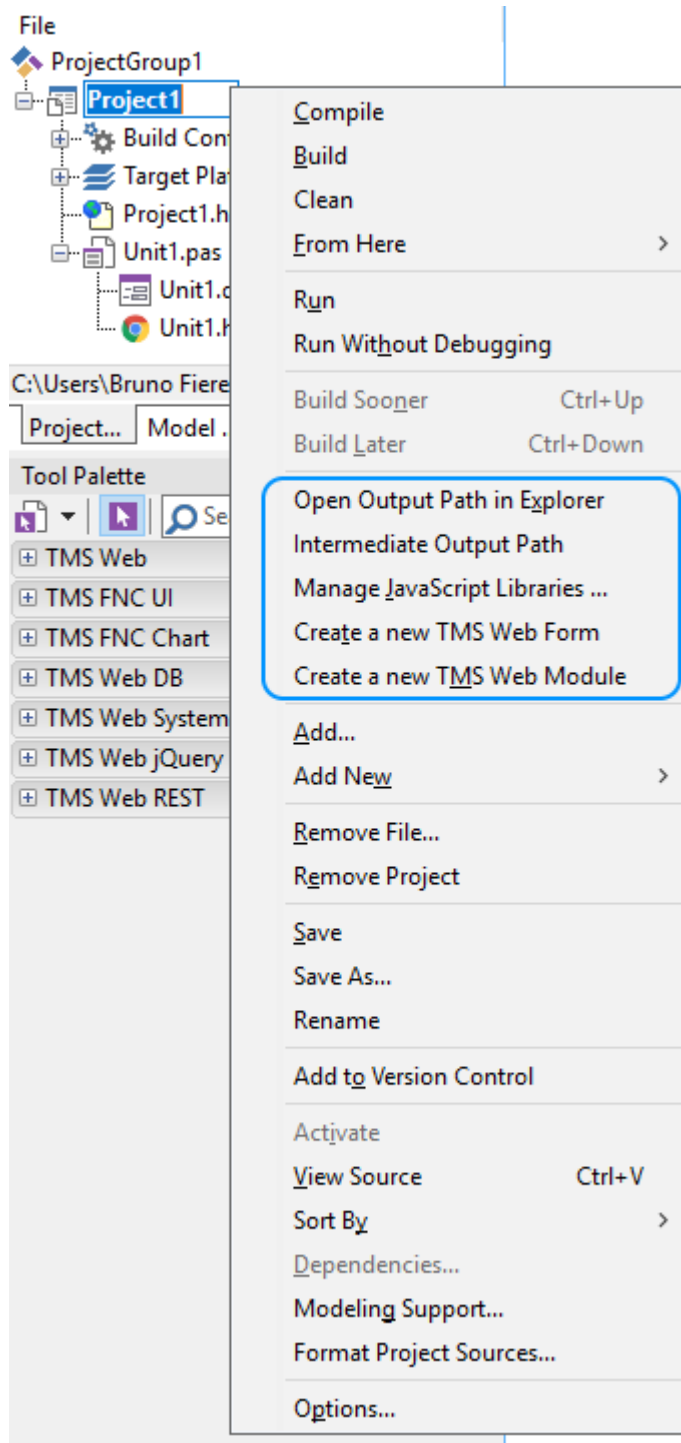 File
ProjectGroup1
Project1
Build Con
Target Pla
Project1.h
Unit1.pas
Unit1.d
Unit1.h
C:\Users\Bruno Fiere
Project...
Model .
Tool Palette
Se
TMS Web
TMS FNC UI
TMS FNC Chart
TMS Web DB
TMS Web System
TMS Web jQuery
TMS Web REST
Compile
Build
Clean
From Here
Run
Run Without Debugging
Build Sooner Ctrl+Up
Build Later Ctrl+Down
Open Output Path in Explorer
Intermediate Output Path
Manage JavaScript Libraries ...
Create a new TMS Web Form
Create a new TMS Web Module
Add...
Add New
Remove File...
Remove Project
Save
Save As...
Rename
Add to Version Control
Activate
View Source Ctrl+V
Sort By
Dependencies...
Modeling Support...
Format Project Sources...
Options...